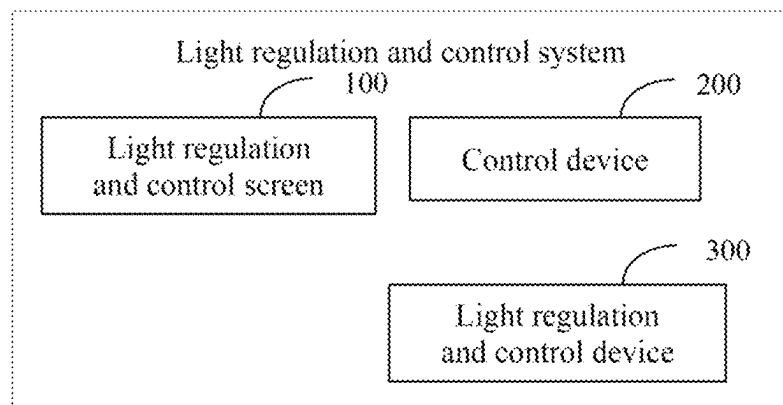 Light regulation and control system
100
200
Light regulation
and control screen
Control device
300
Light regulation
and control device